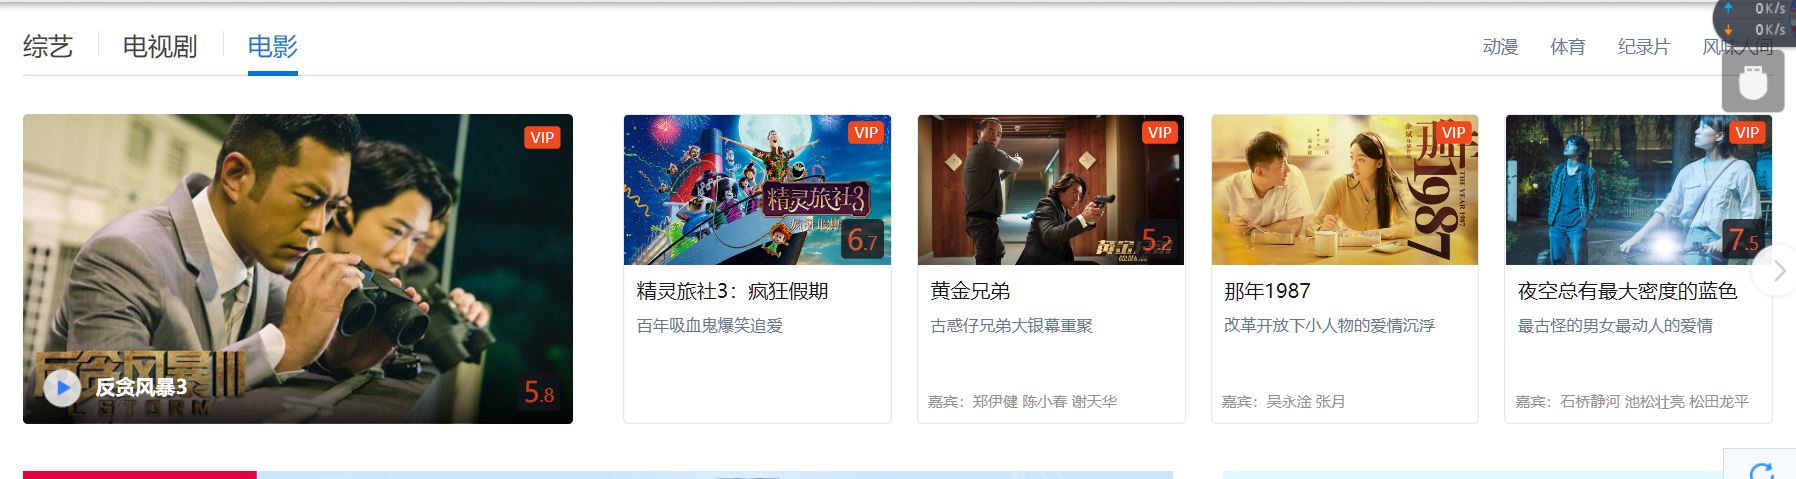 0K/s
0K/s
综艺
电视剧
电影
动漫
体育
纪录片
风味人间
VIP
反贪风暴III
L STORM
反贪风暴3
5.8
VIP
精灵旅社3
疯狂假期
6.7
精灵旅社3：疯狂假期
百年吸血鬼爆笑追爱
VIP
黄金兄弟
GOLDEN JOB
5.2
黄金兄弟
古惑仔兄弟大银幕重聚
嘉宾：郑伊健 陈小春 谢天华
VIP
那年
1987
THE YEAR 1987
那年1987
改革开放下小人物的爱情沉浮
嘉宾：吴永淦 张月
VIP
7.5
夜空总有最大密度的蓝色
最古怪的男女最动人的爱情
嘉宾：石桥静河 池松壮亮 松田龙平